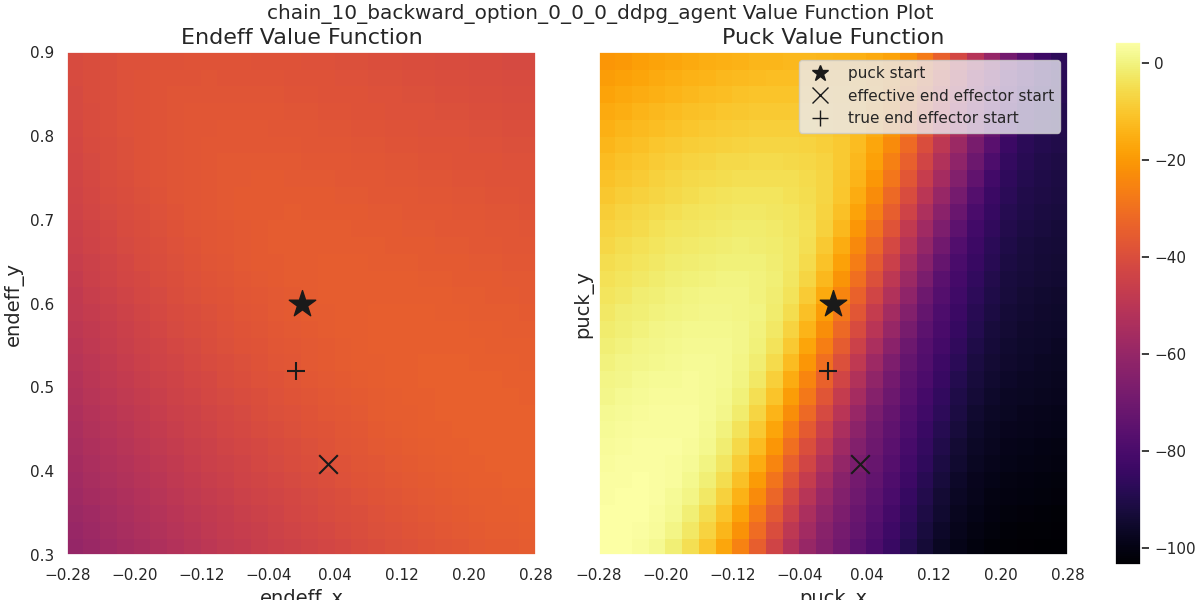 chain_10_backward_option_0_0_0_ddpg_agent Value Function Plot
Endeff Value Function
Puck Value Function
puck start
effective end effector start
true end effector start
endeff_y
0.9
0.8
0.7
0.6
0.5
0.4
0.3
−0.28 −0.20 −0.12 −0.04 0.04 0.12 0.20 0.28
endeff_x
puck_y
−0.28 −0.20 −0.12 −0.04 0.04 0.12 0.20 0.28
puck_x
0
−20
−40
−60
−80
−100